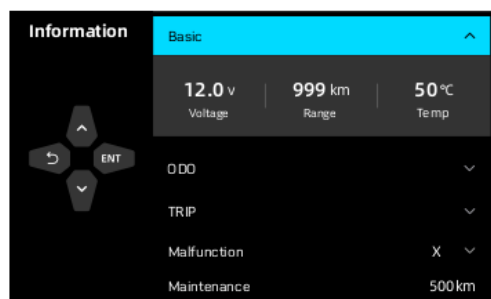 Information
Basic
12.0 v 999 km 50 °C
Voltage Range Temp
ENT
ODO
TRIP
Malfunction X
Maintenance 500 km